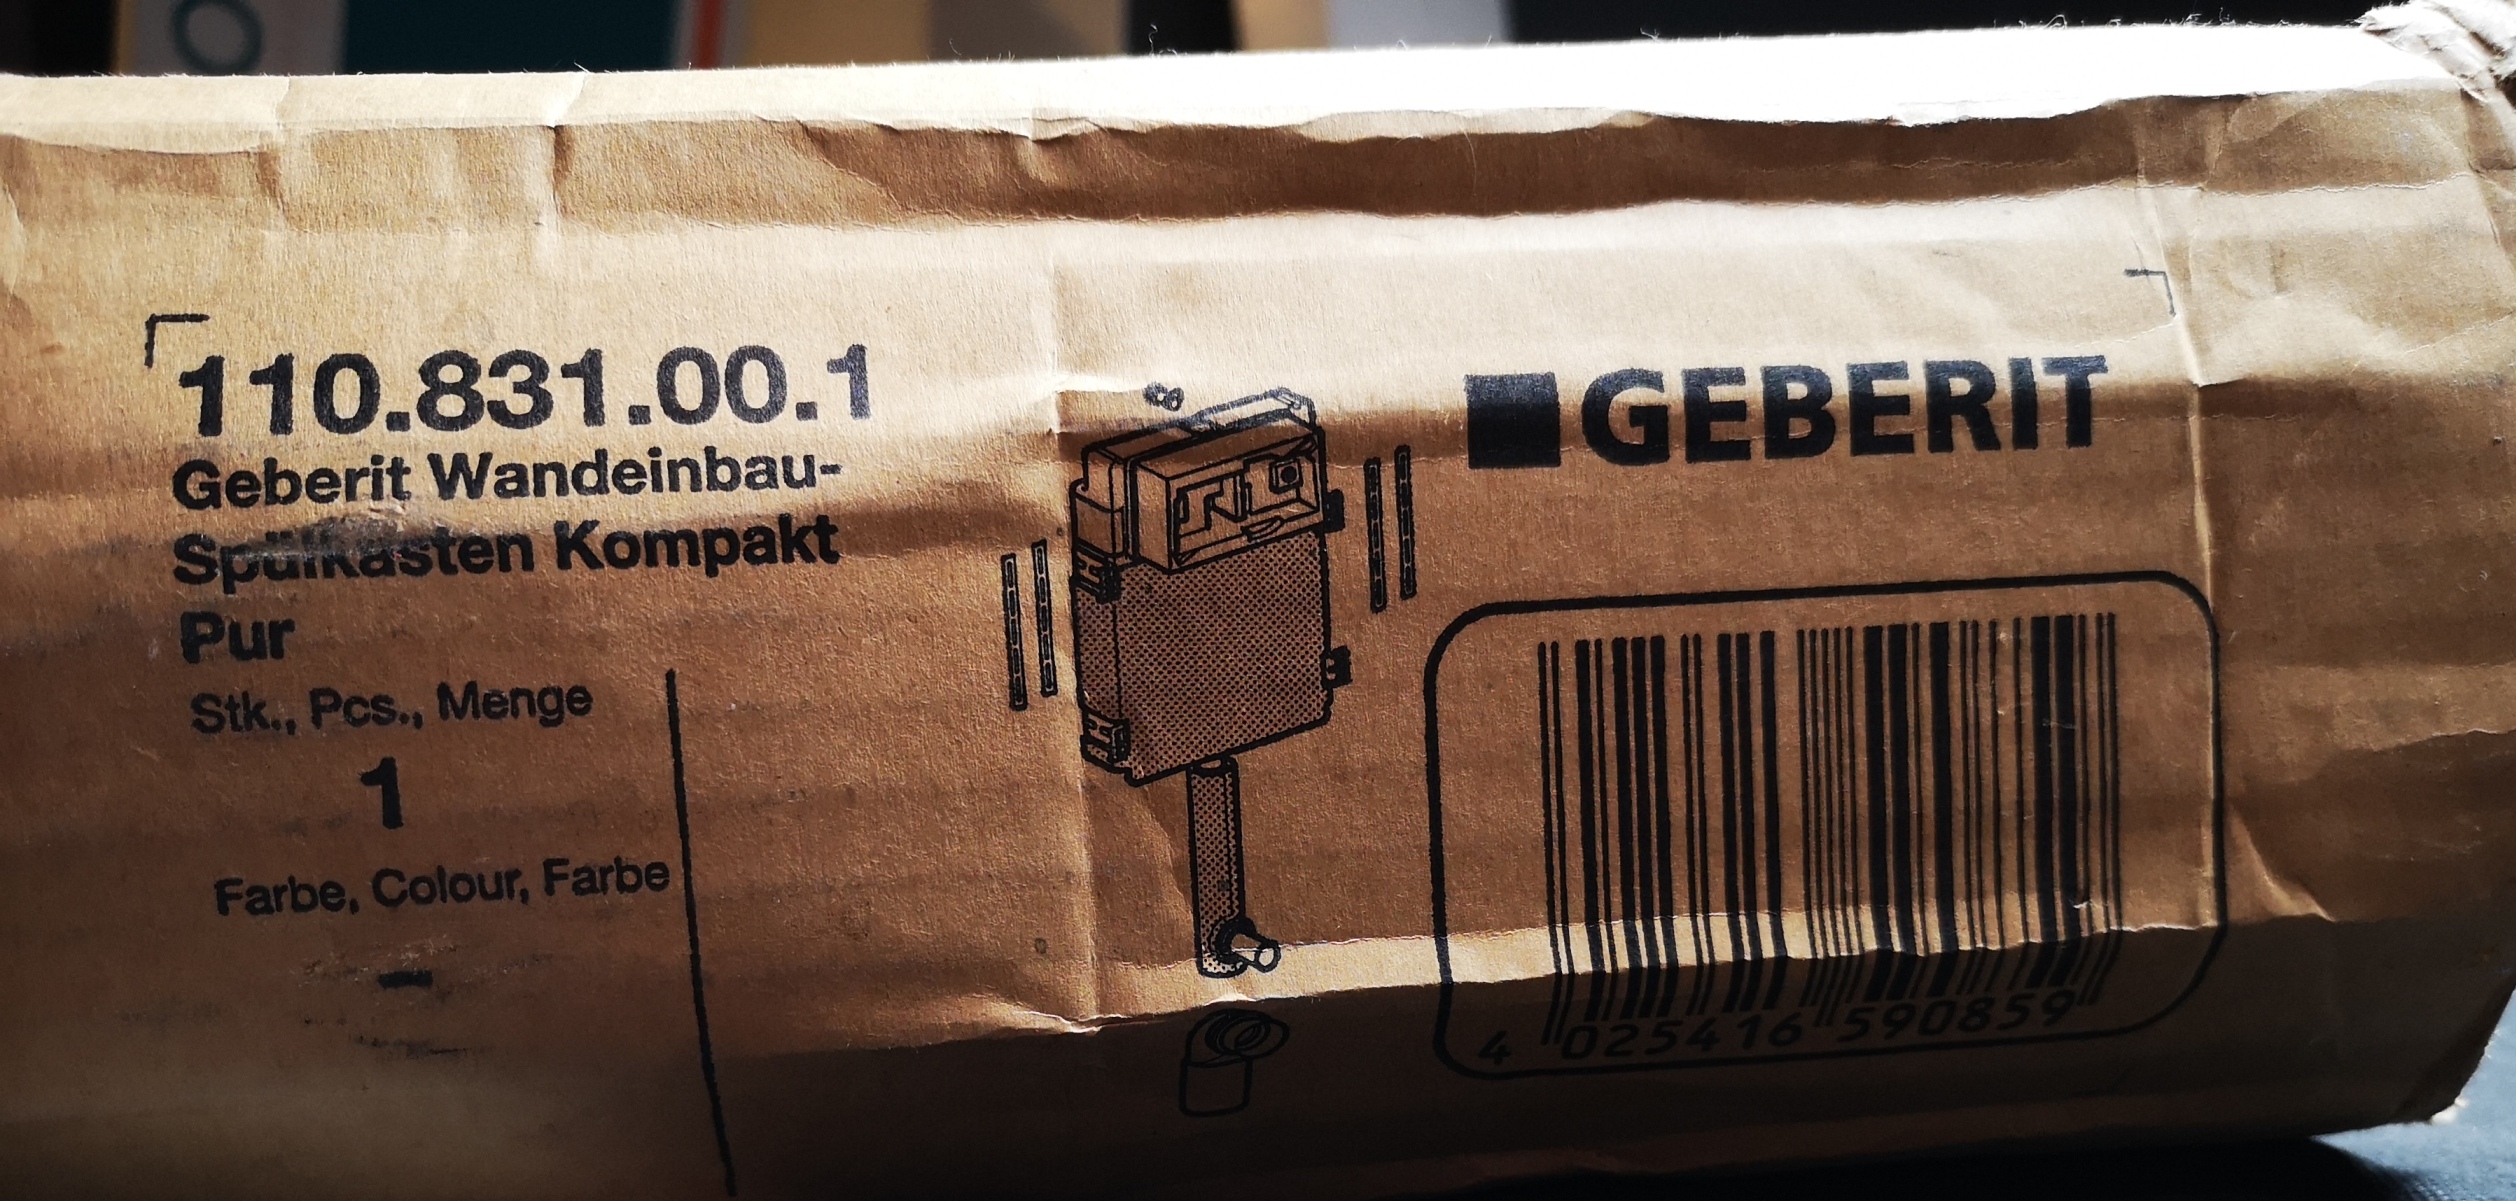 110.831.00.1
Geberit Wandeinbau-
Spülkasten Kompakt
Pur
Stk., Pcs., Menge
1
Farbe, Colour, Farbe
-
GEBERIT
4 025416 590859